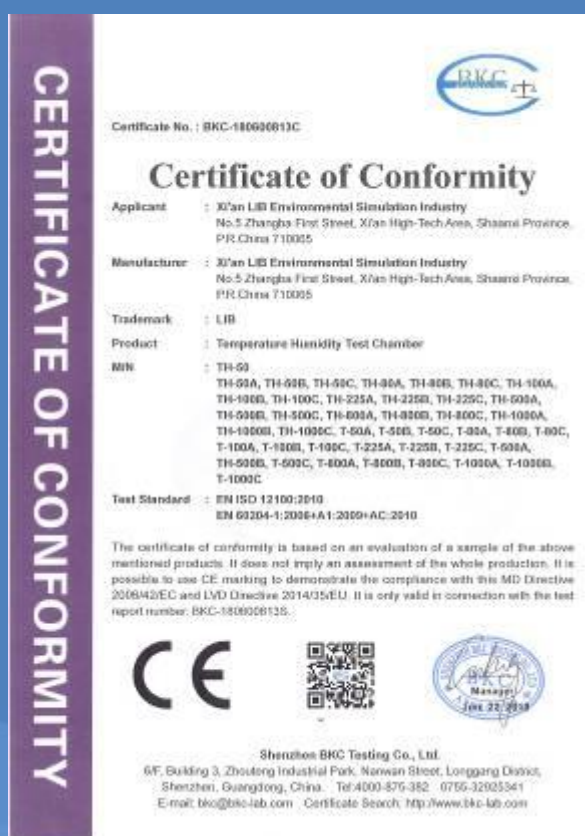 CERTIFICATE OF CONFORMITY
BKC
Certificate No. : BKC-180600813C
Certificate of Conformity
Applicant : Xi'an LIB Environmental Simulation Industry
No.5 Zhangba First Street, Xi'an High-Tech Area, Shaanxi Province,
P.R.China 710065
Manufacturer : Xi'an LIB Environmental Simulation Industry
No.5 Zhangba First Street, Xi'an High-Tech Area, Shaanxi Province,
P.R.China 710065
Trademark : LIB
Product : Temperature Humidity Test Chamber
M/N : TH-50
TH-50A, TH-50B, TH-50C, TH-80A, TH-80B, TH-80C, TH-100A,
TH-100B, TH-100C, TH-225A, TH-225B, TH-225C, TH-500A,
TH-500B, TH-500C, TH-800A, TH-800B, TH-800C, TH-1000A,
TH-1000B, TH-1000C, T-50A, T-50B, T-50C, T-80A, T-80B, T-80C,
T-100A, T-100B, T-100C, T-225A, T-225B, T-225C, T-500A,
TH-500B, T-500C, T-800A, T-800B, T-800C, T-1000A, T-1000B,
T-1000C
Test Standard : EN ISO 12100:2010
EN 60204-1:2006+A1:2009+AC:2010
The certificate of conformity is based on an evaluation of a sample of the above
mentioned products. It does not imply an assessment of the whole production. It is
possible to use CE marking to demonstrate the compliance with this MD Directive
2006/42/EC and LVD Directive 2014/35/EU. It is only valid in connection with the test
report number: BKC-180600813S.
CE
BKC
Manager
Jun. 22, 2018
Shenzhen BKC Testing Co., Ltd.
6/F, Building 3, Zhoutong Industrial Park, Nanwan Street, Longgang District,
Shenzhen, Guangdong, China. Tel:4000-875-382 0755-32925341
E-mail: bkc@bkc-lab.com Certificate Search: http://www.bkc-lab.com